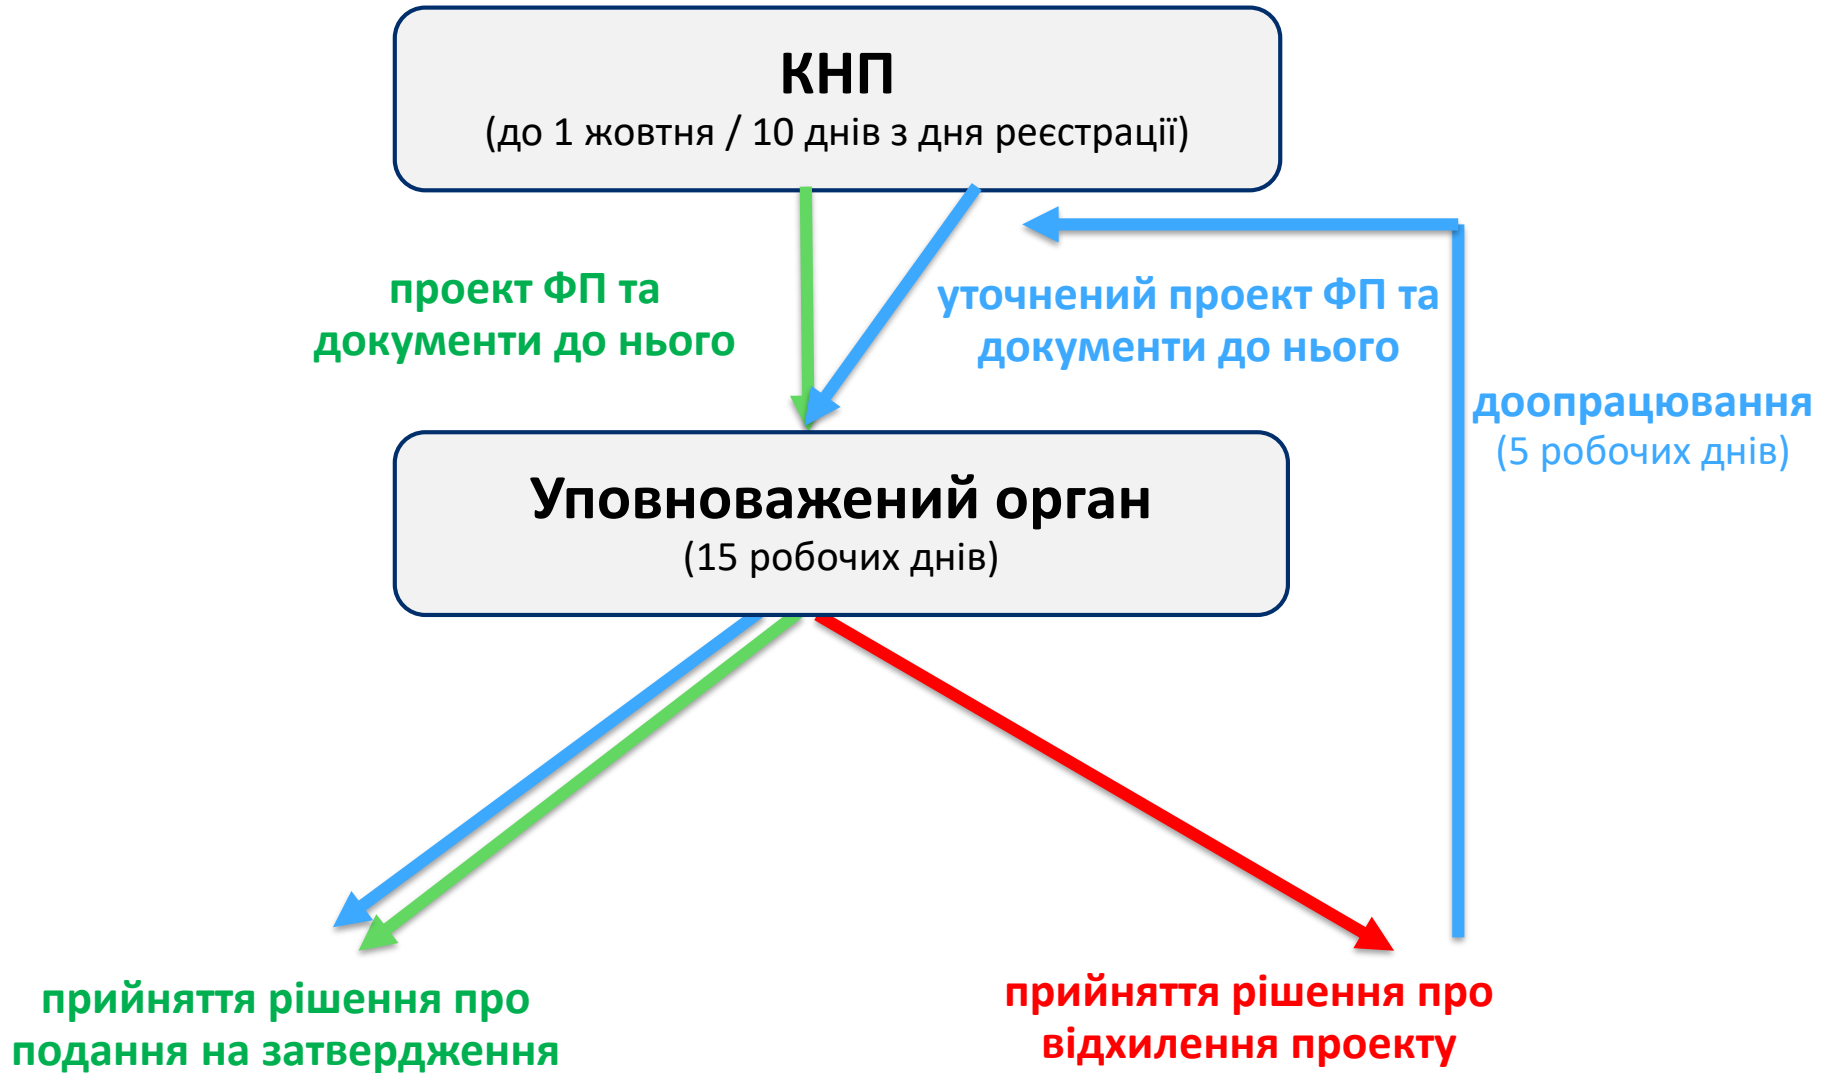 КНП
(до 1 жовтня / 10 днів з дня реєстрації)
проект ФП та
документи до нього
уточнений проект ФП та
документи до нього
доопрацювання
(5 робочих днів)
Уповноважений орган
(15 робочих днів)
прийняття рішення про
подання на затвердження
прийняття рішення про
відхилення проекту